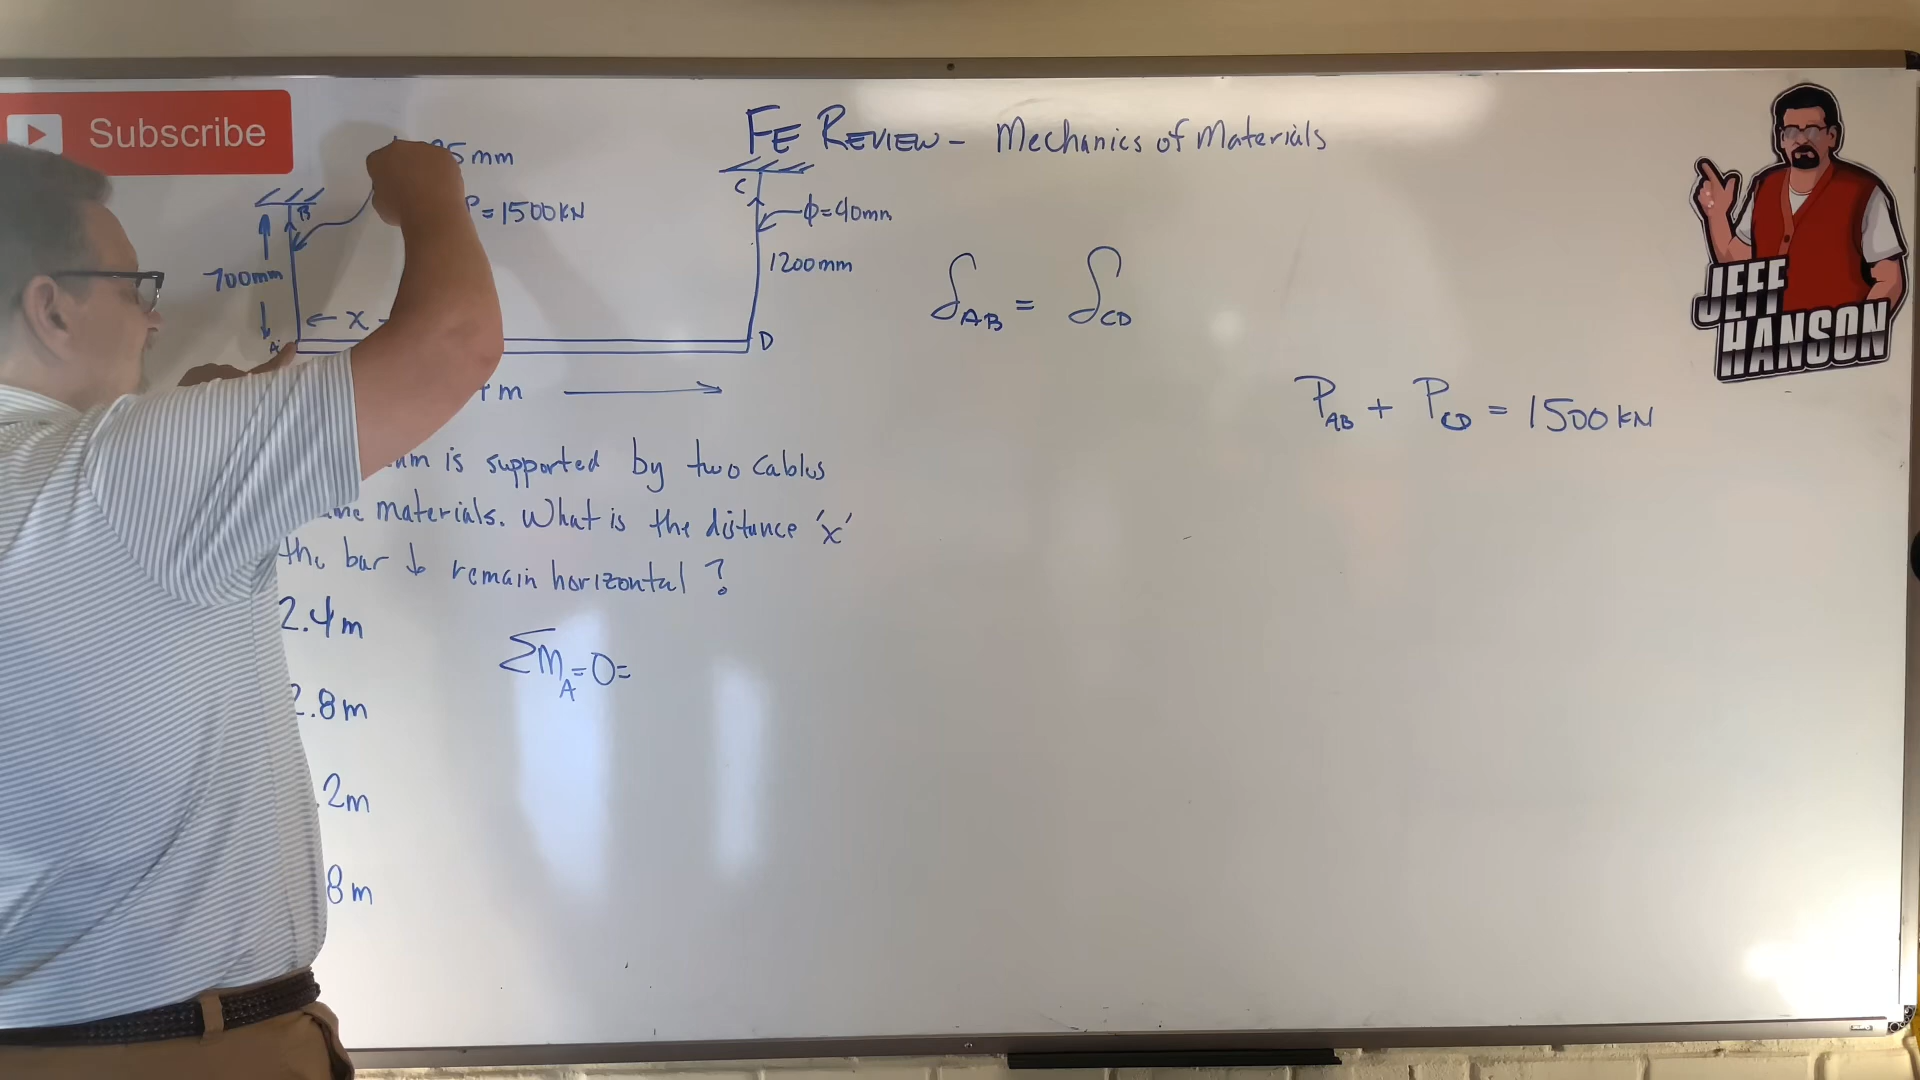 Subscribe
FE REVIEW - Mechanics of Materials
5mm
P = 1500KN
B
C
ϕ=40mm
700mm
1200mm
← x -
A
D
m
δAB = δCD
PAB + PCD = 1500KN
is supported by two cables
materials. What is the distance 'x'
the bar to remain horizontal ?
2.4m
ΣMA=0=
.8m
.2m
8m
JEFF
HANSON